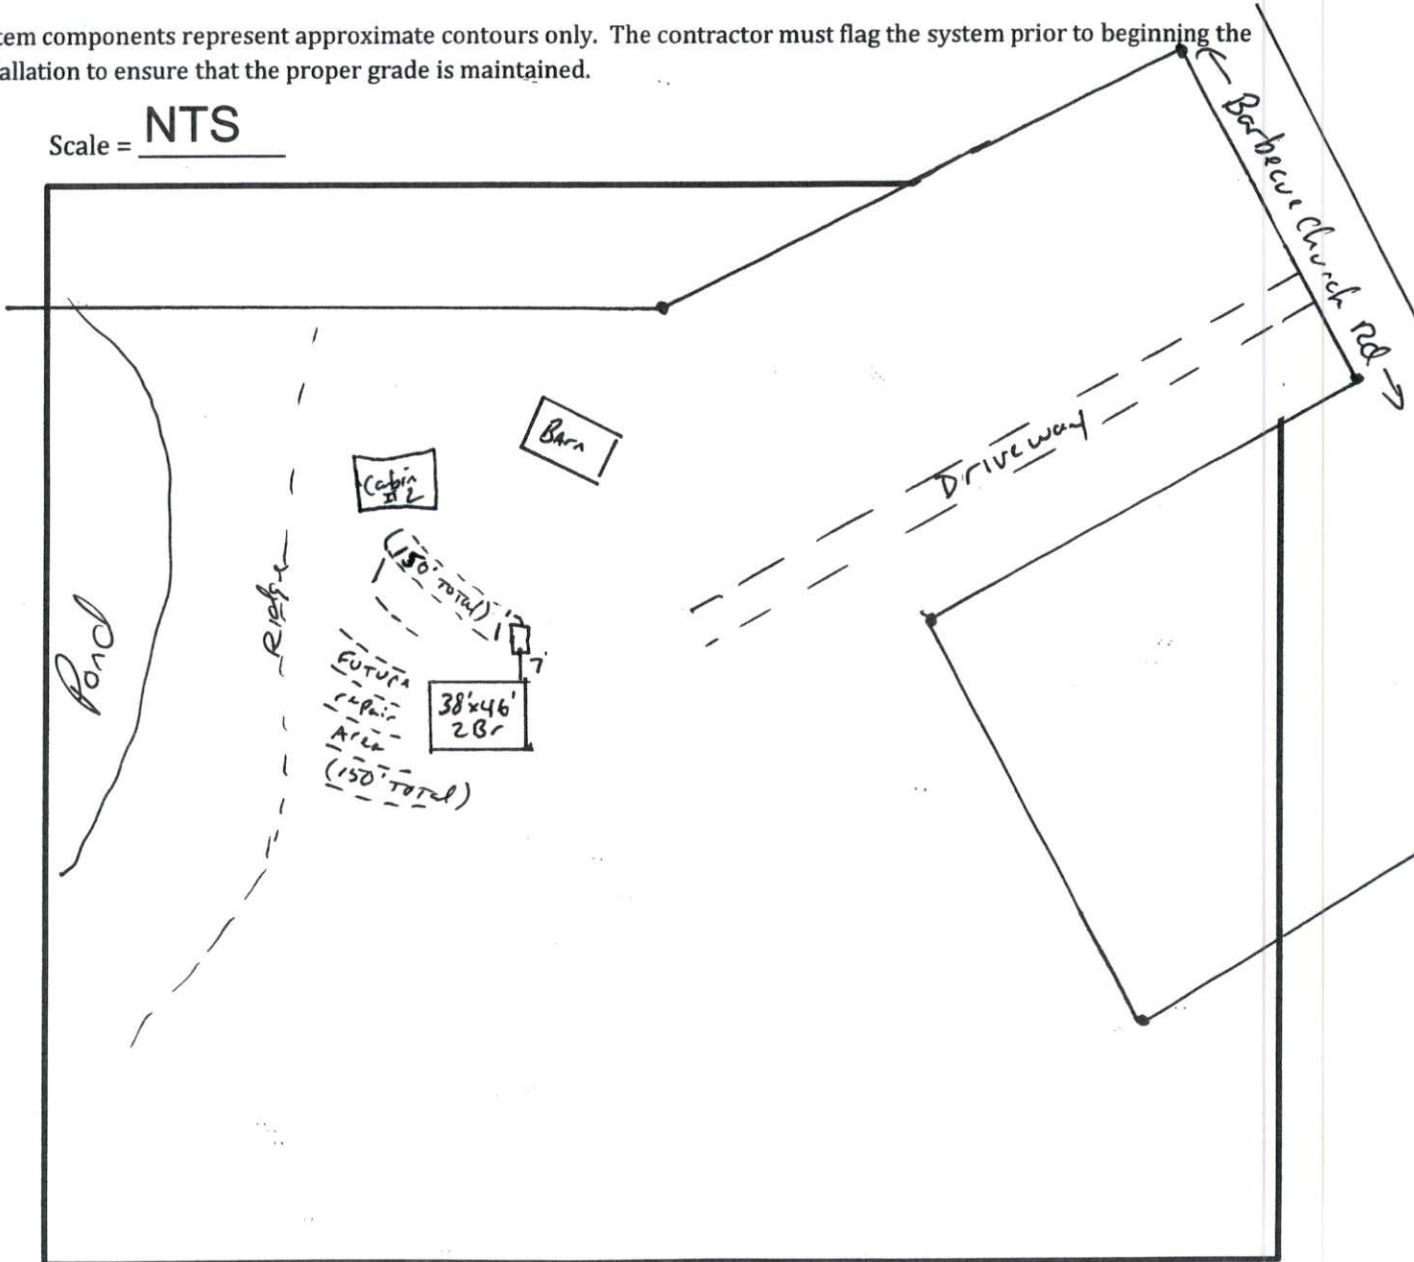 tem components represent approximate contours only. The contractor must flag the system prior to beginning the
allation to ensure that the proper grade is maintained.
Scale = NTS
Barbecue Church Rd
Barn
Cabin
#2
Driveway
(150' TOTAL)
Ridge
Pond
7'
FUTURE
repair
Area
(150' TOTAL)
38'x46'
2 Br